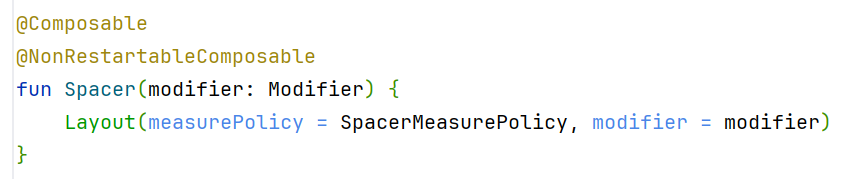 @Composable
@NonRestartableComposable
fun Spacer(modifier: Modifier) {
    Layout(measurePolicy = SpacerMeasurePolicy, modifier = modifier)
}